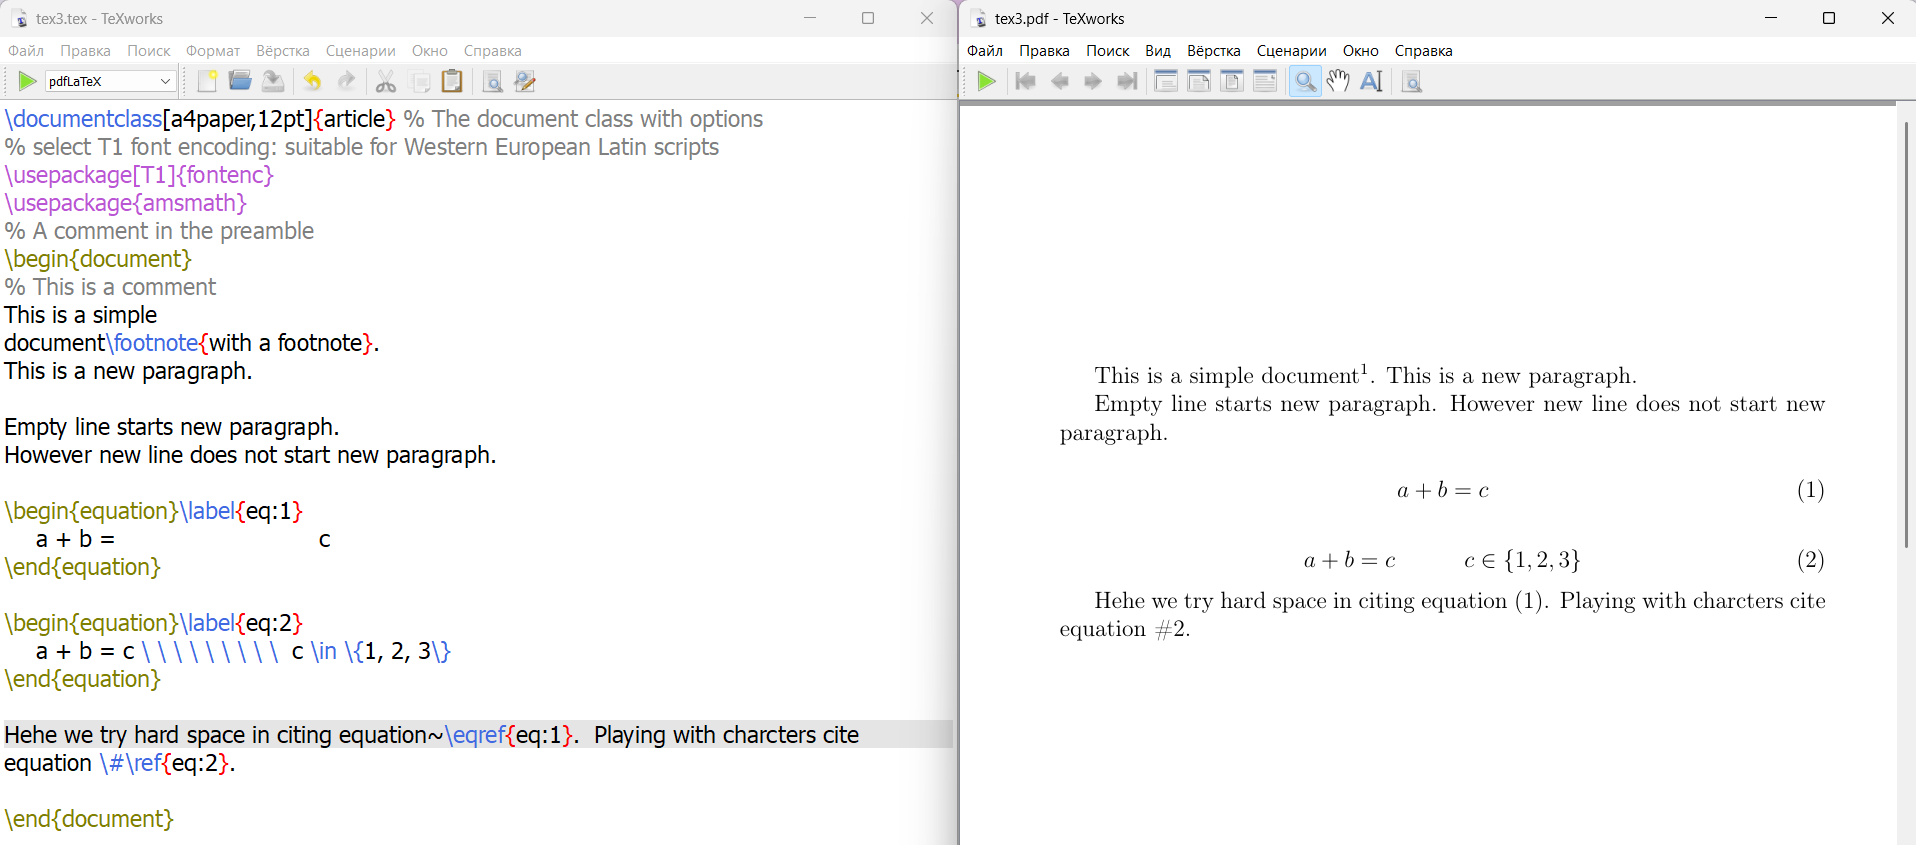 tex3.tex - TeXworks
Файл Правка Поиск Формат Вёрстка Сценарии Окно Справка
pdfLaTeX
\documentclass[a4paper,12pt]{article} % The document class with options
% select T1 font encoding: suitable for Western European Latin scripts
\usepackage[T1]{fontenc}
\usepackage{amsmath}
% A comment in the preamble
\begin{document}
% This is a comment
This is a simple
document\footnote{with a footnote}.
This is a new paragraph.
Empty line starts new paragraph.
However new line does not start new paragraph.
\begin{equation}\label{eq:1}
a + b = c
\end{equation}
\begin{equation}\label{eq:2}
a + b = c \ \ \ \ \ \ \ \ \ c \in \{1, 2, 3\}
\end{equation}
Hehe we try hard space in citing equation~\eqref{eq:1}. Playing with charcters cite
equation \#\ref{eq:2}.
\end{document}
tex3.pdf - TeXworks
Файл Правка Поиск Вид Вёрстка Сценарии Окно Справка
This is a simple document¹. This is a new paragraph.
Empty line starts new paragraph. However new line does not start new
paragraph.
a + b = c (1)
a + b = c c ∈ {1, 2, 3} (2)
Hehe we try hard space in citing equation (1). Playing with charcters cite
equation #2.